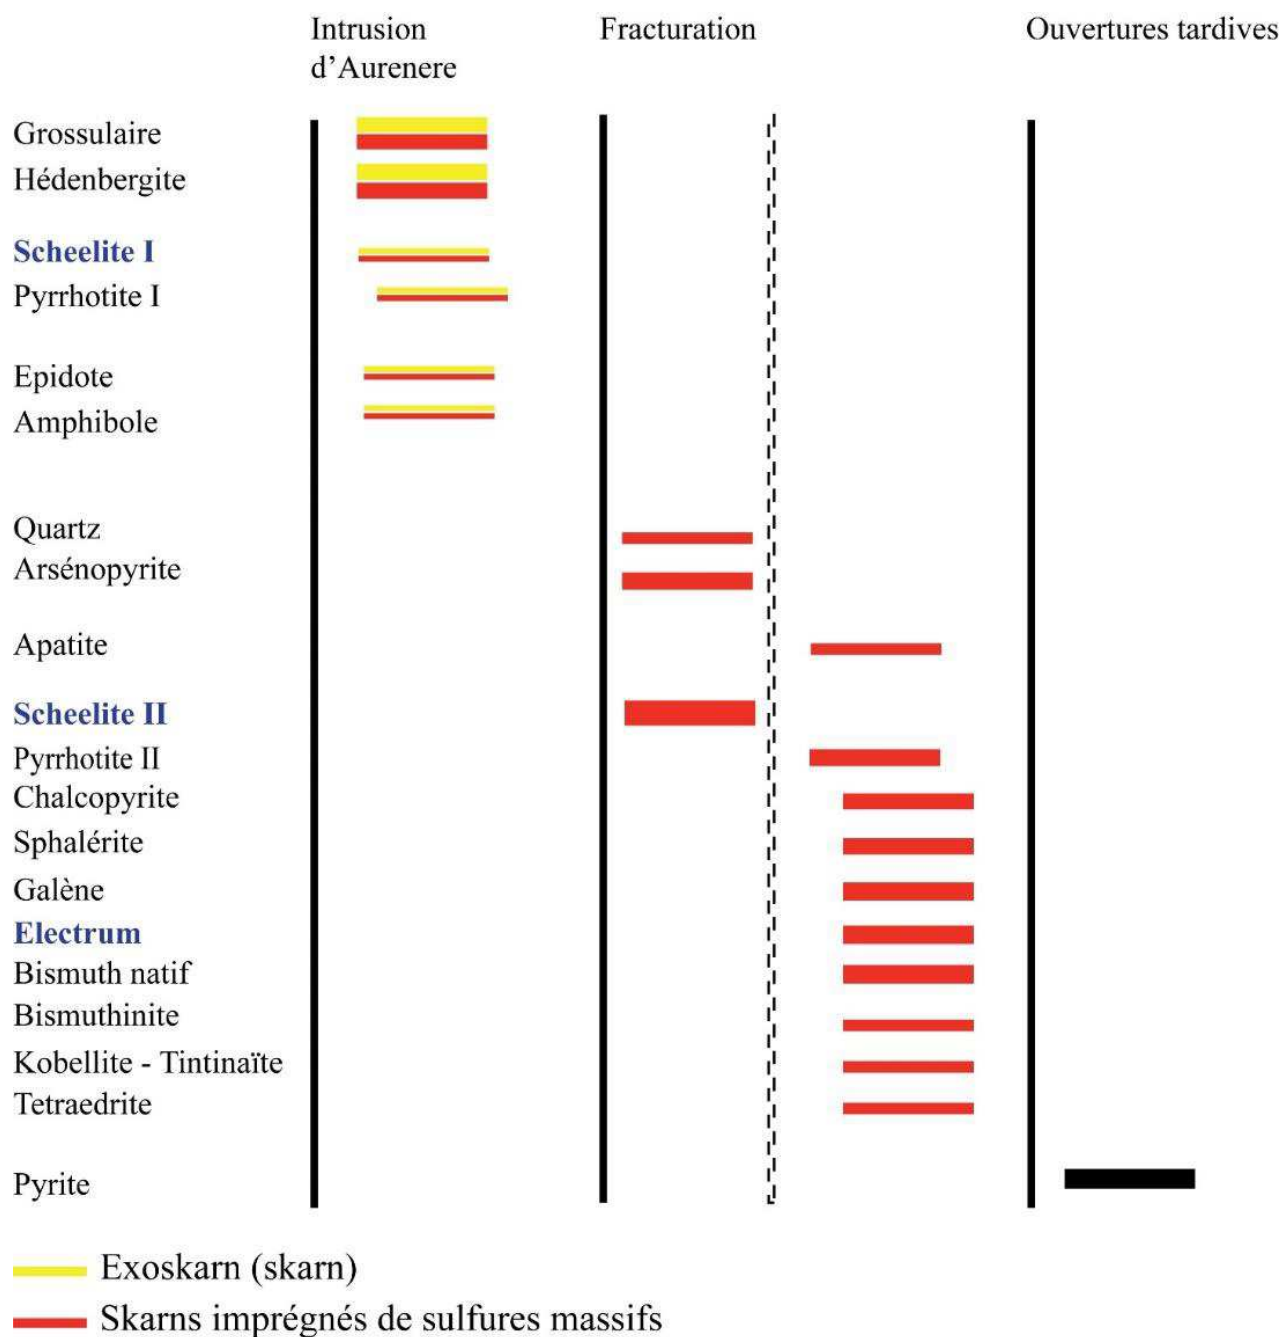 Intrusion
d’Aurenere
Fracturation
Ouvertures tardives
Grossulaire
Hédenbergite
Scheelite I
Pyrrhotite I
Epidote
Amphibole
Quartz
Arsénopyrite
Apatite
Scheelite II
Pyrrhotite II
Chalcopyrite
Sphalérite
Galène
Electrum
Bismuth natif
Bismuthinite
Kobellite - Tintinaïte
Tetraedrite
Pyrite
Exoskarn (skarn)
Skarns imprégnés de sulfures massifs